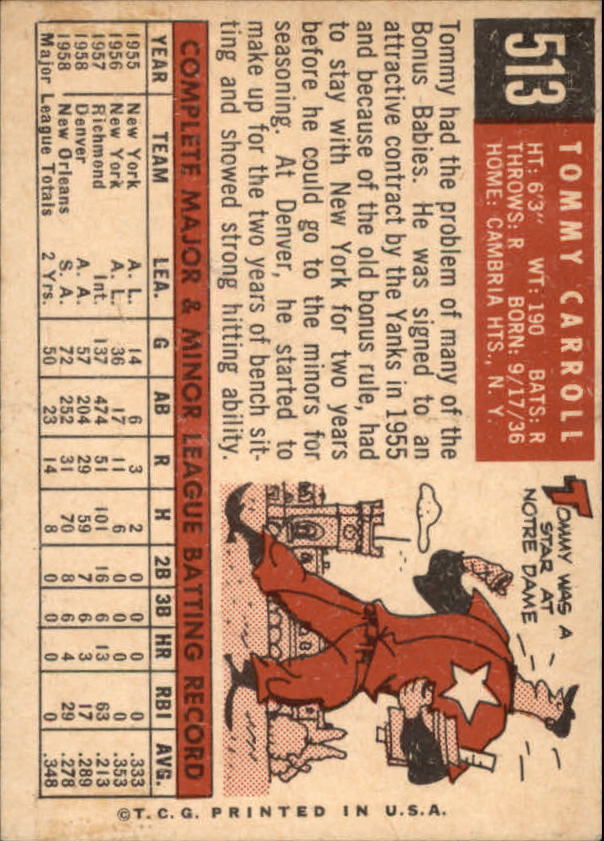 513
TOMMY CARROLL
HT: 6'3" WT: 190 BATS: R
THROWS: R BORN: 9/17/36
HOME: CAMBRIA HTS., N. Y.
Tommy had the problem of many of the
Bonus Babies. He was signed to an
attractive contract by the Yanks in 1955
and because of the old bonus rule, had
to stay with New York for two years
before he could go to the minors for
seasoning. At Denver, he started to
make up for the two years of bench sit-
ting and showed strong hitting ability.
TOMMY WAS A
STAR AT
NOTRE DAME
COMPLETE MAJOR & MINOR LEAGUE BATTING RECORD
YEAR TEAM LEA. G AB R H 2B 3B HR RBI AVG.
1955 New York A. L. 14 6 3 2 0 0 0 0 .333
1956 New York A. L. 36 17 11 6 0 0 0 0 .353
1957 Richmond Int. 137 474 51 101 16 6 13 63 .213
1958 Denver A. A. 57 204 29 59 7 6 3 17 .289
1958 New Orleans S. A. 72 252 31 70 8 6 4 29 .278
Major League Totals 2 Yrs. 50 23 14 8 0 0 0 0 .348
©T.C.G. PRINTED IN U.S.A.